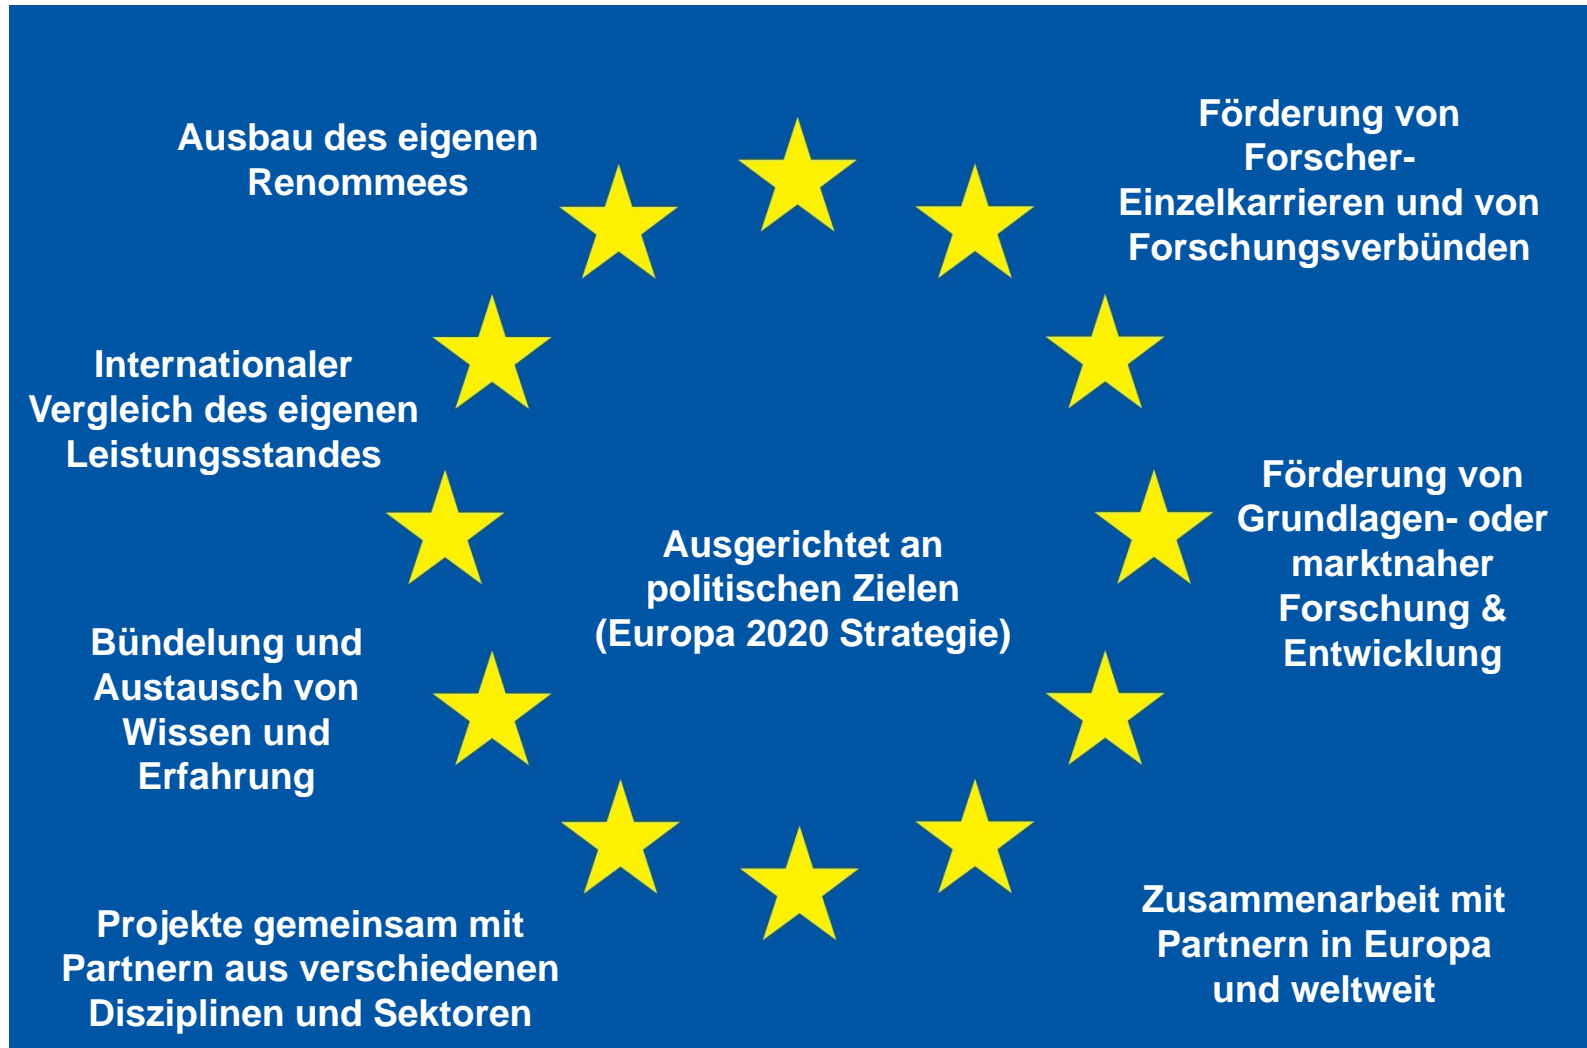 Ausbau des eigenen
Renommees
Förderung von
Forscher-
Einzelkarrieren und von
Forschungsverbünden
Internationaler
Vergleich des eigenen
Leistungsstandes
Ausgerichtet an
politischen Zielen
(Europa 2020 Strategie)
Förderung von
Grundlagen- oder
marktnaher
Forschung &
Entwicklung
Bündelung und
Austausch von
Wissen und
Erfahrung
Projekte gemeinsam mit
Partnern aus verschiedenen
Disziplinen und Sektoren
Zusammenarbeit mit
Partnern in Europa
und weltweit